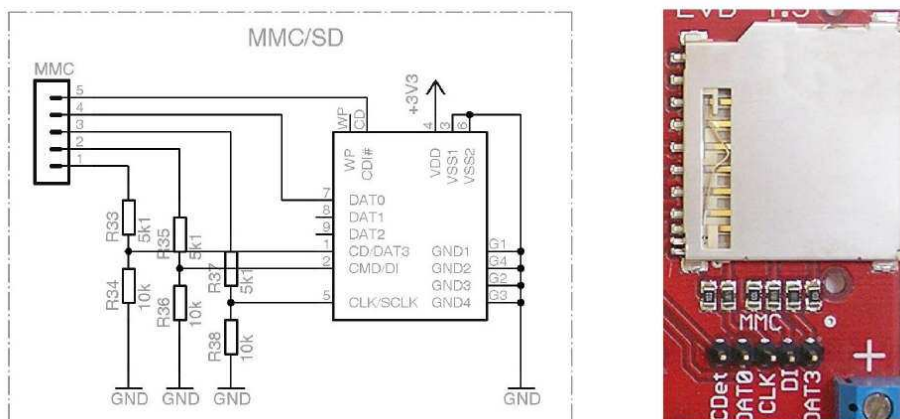 MMC/SD
MMC
5
4
3
2
1
WP
CD
+3V3
4
3
6
WP
CDI#
VDD
VSS1
VSS2
7 DAT0
8 DAT1
9 DAT2
1 CD/DAT3
2 CMD/DI
5 CLK/SCLK
GND1 G1
GND2 G4
GND3 G2
GND4 G3
R33
5k1
R35
5k1
R37
5k1
R34
10k
R36
10k
R38
10k
GND
GND
GND
GND
MMC
CDet
DAT0
CLK
DI
DAT3
+